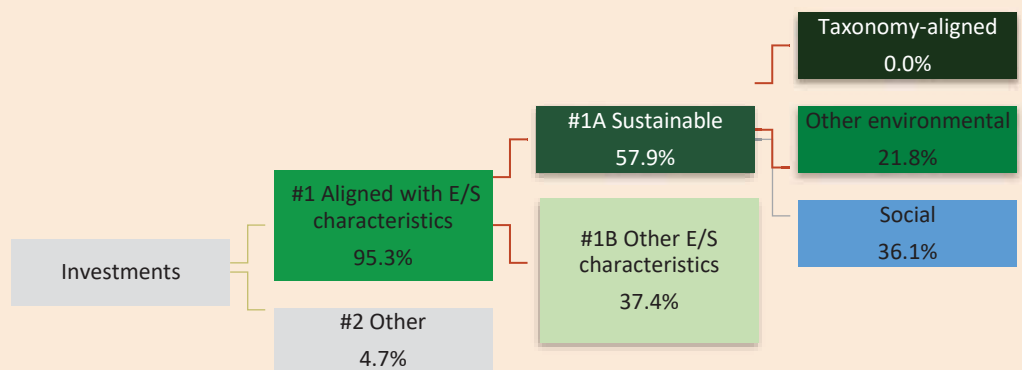 Investments
#1 Aligned with E/S
characteristics
95.3%
#2 Other
4.7%
#1A Sustainable
57.9%
#1B Other E/S
characteristics
37.4%
Taxonomy-aligned
0.0%
Other environmental
21.8%
Social
36.1%